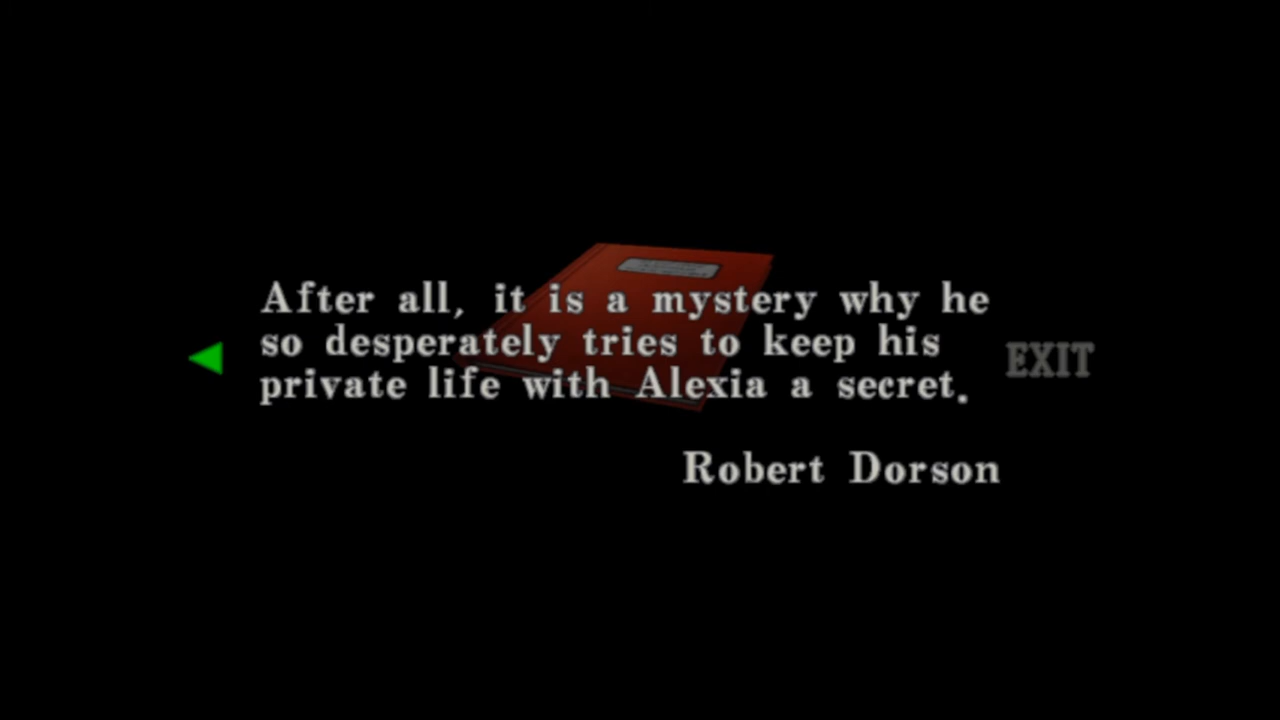 After all, it is a mystery why he
so desperately tries to keep his
private life with Alexia a secret.
EXIT
Robert Dorson